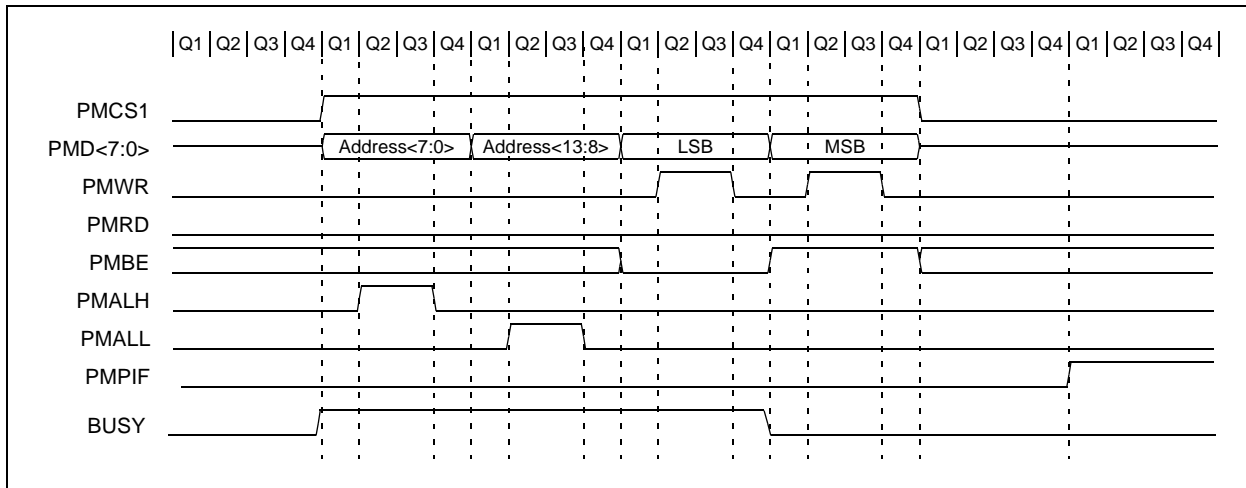 Q1 Q2 Q3 Q4 Q1 Q2 Q3 Q4 Q1 Q2 Q3 Q4 Q1 Q2 Q3 Q4 Q1 Q2 Q3 Q4 Q1 Q2 Q3 Q4 Q1 Q2 Q3 Q4
PMCS1
PMD<7:0> Address<7:0> Address<13:8> LSB MSB
PMWR
PMRD
PMBE
PMALH
PMALL
PMPIF
BUSY